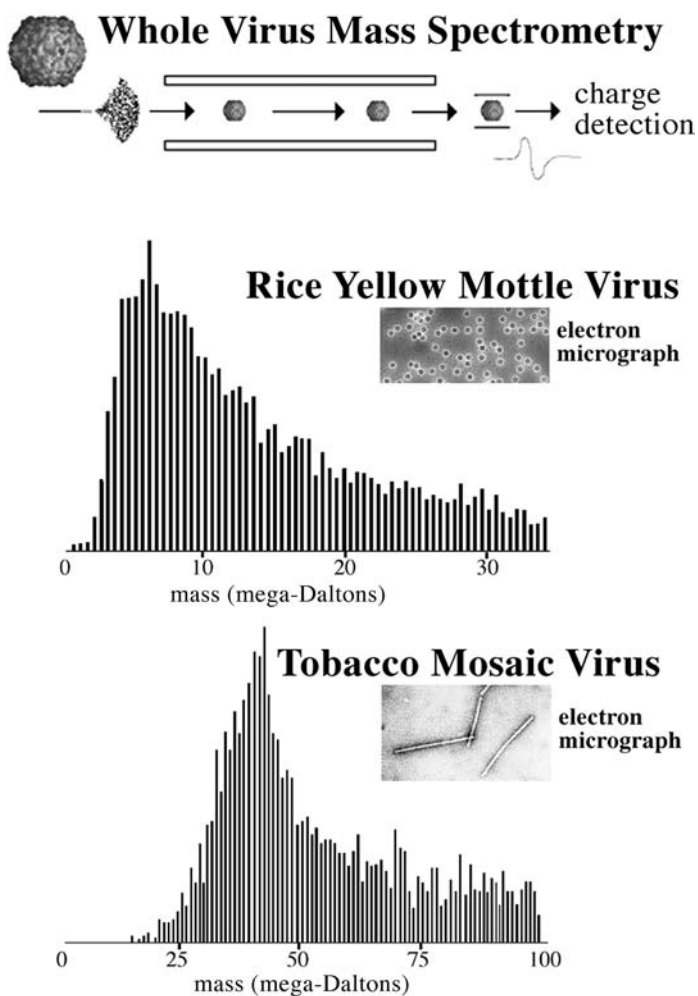 Whole Virus Mass Spectrometry
charge
detection
Rice Yellow Mottle Virus
electron
micrograph
0 10 20 30
mass (mega-Daltons)
Tobacco Mosaic Virus
electron
micrograph
0 25 50 75 100
mass (mega-Daltons)